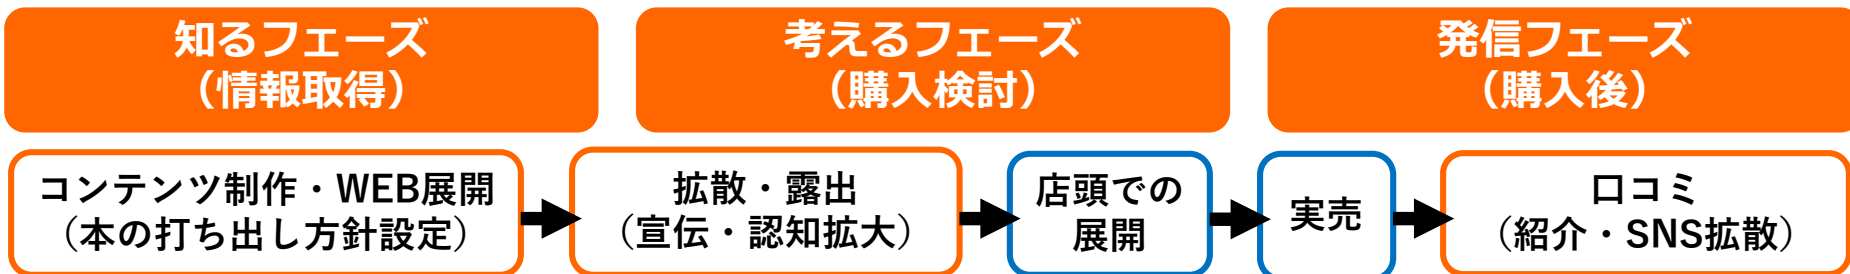 知るフェーズ
（情報取得）
考えるフェーズ
（購入検討）
発信フェーズ
（購入後）
コンテンツ制作・WEB展開
（本の打ち出し方針設定）
拡散・露出
（宣伝・認知拡大）
店頭での
展開
実売
口コミ
（紹介・SNS拡散）